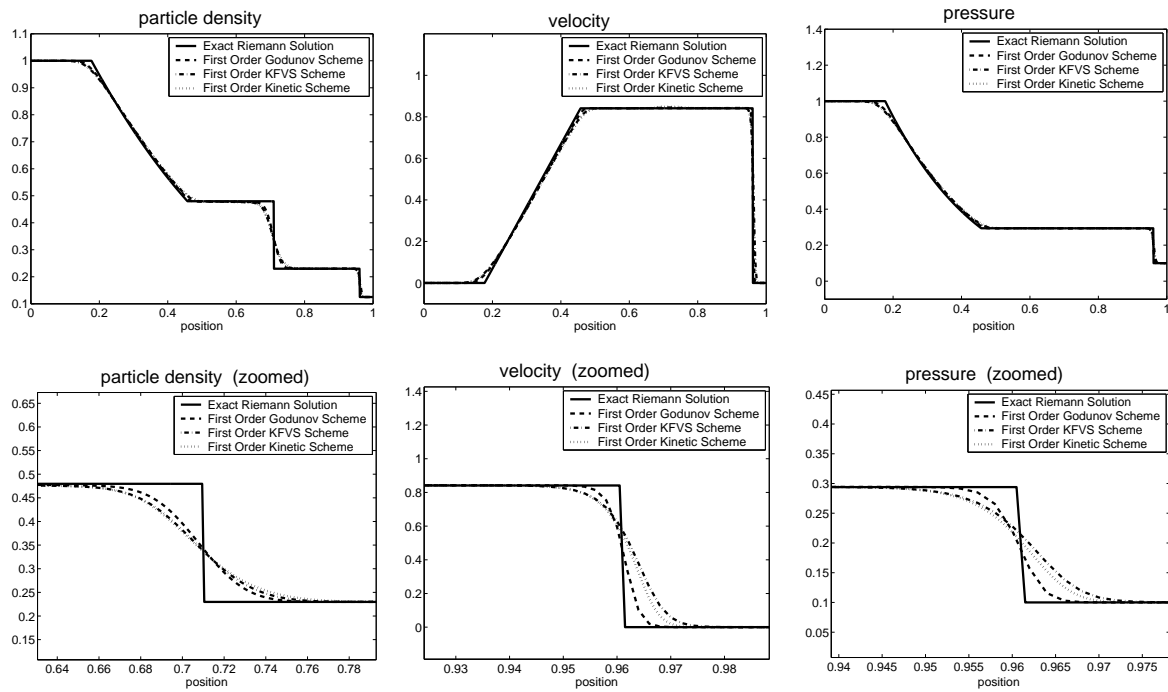 particle density
Exact Riemann Solution
First Order Godunov Scheme
First Order KFVS Scheme
First Order Kinetic Scheme
1.1
1
0.9
0.8
0.7
0.6
0.5
0.4
0.3
0.2
0.1
0 0.2 0.4 0.6 0.8 1
position
velocity
Exact Riemann Solution
First Order Godunov Scheme
First Order KFVS Scheme
First Order Kinetic Scheme
1.2
1
0.8
0.6
0.4
0.2
0
0 0.2 0.4 0.6 0.8 1
position
pressure
Exact Riemann Solution
First Order Godunov Scheme
First Order KFVS Scheme
First Order Kinetic Scheme
1.4
1.2
1
0.8
0.6
0.4
0.2
0
0 0.2 0.4 0.6 0.8 1
position
particle density (zoomed)
Exact Riemann Solution
First Order Godunov Scheme
First Order KFVS Scheme
First Order Kinetic Scheme
0.65
0.6
0.55
0.5
0.45
0.4
0.35
0.3
0.25
0.2
0.15
0.64 0.66 0.68 0.7 0.72 0.74 0.76 0.78
position
velocity (zoomed)
Exact Riemann Solution
First Order Godunov Scheme
First Order KFVS Scheme
First Order Kinetic Scheme
1.4
1.2
1
0.8
0.6
0.4
0.2
0
0.93 0.94 0.95 0.96 0.97 0.98
position
pressure (zoomed)
Exact Riemann Solution
First Order Godunov Scheme
First Order KFVS Scheme
First Order Kinetic Scheme
0.45
0.4
0.35
0.3
0.25
0.2
0.15
0.1
0.05
0.94 0.945 0.95 0.955 0.96 0.965 0.97 0.975
position